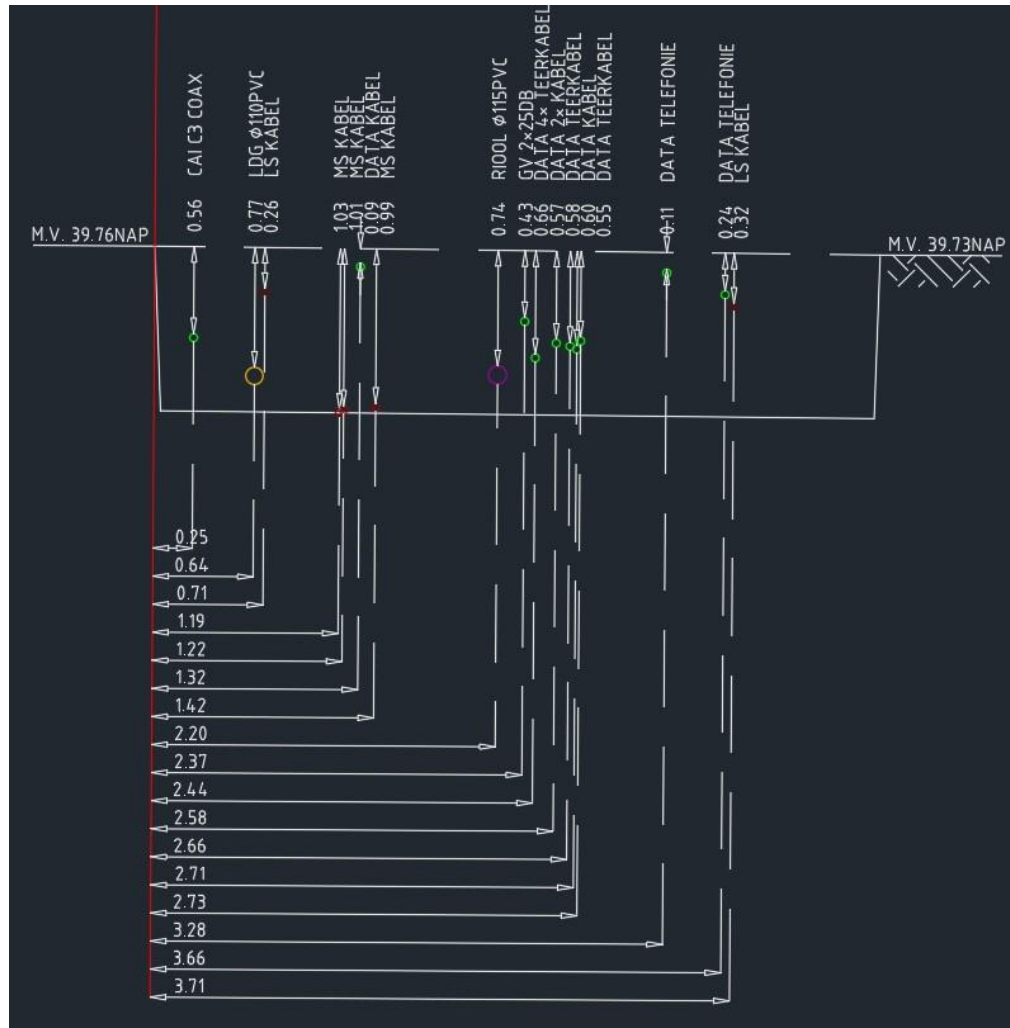 CAI C3 COAX
LDG ø110PVC
LS KABEL
MS KABEL
MS KABEL
DATA KABEL
MS KABEL
RIOOL ø115PVC
GV 2×25DB
DATA 4× TEERKABEL
DATA 2× KABEL
DATA TEERKABEL
DATA KABEL
DATA TEERKABEL
DATA TELEFONIE
DATA TELEFONIE
LS KABEL
0.56
0.77
0.26
1.03
1.01
0.09
0.99
0.74
0.43
0.66
0.57
0.58
0.60
0.55
0.11
0.24
0.32
M.V. 39.76NAP
M.V. 39.73NAP
0.25
0.64
0.71
1.19
1.22
1.32
1.42
2.20
2.37
2.44
2.58
2.66
2.71
2.73
3.28
3.66
3.71